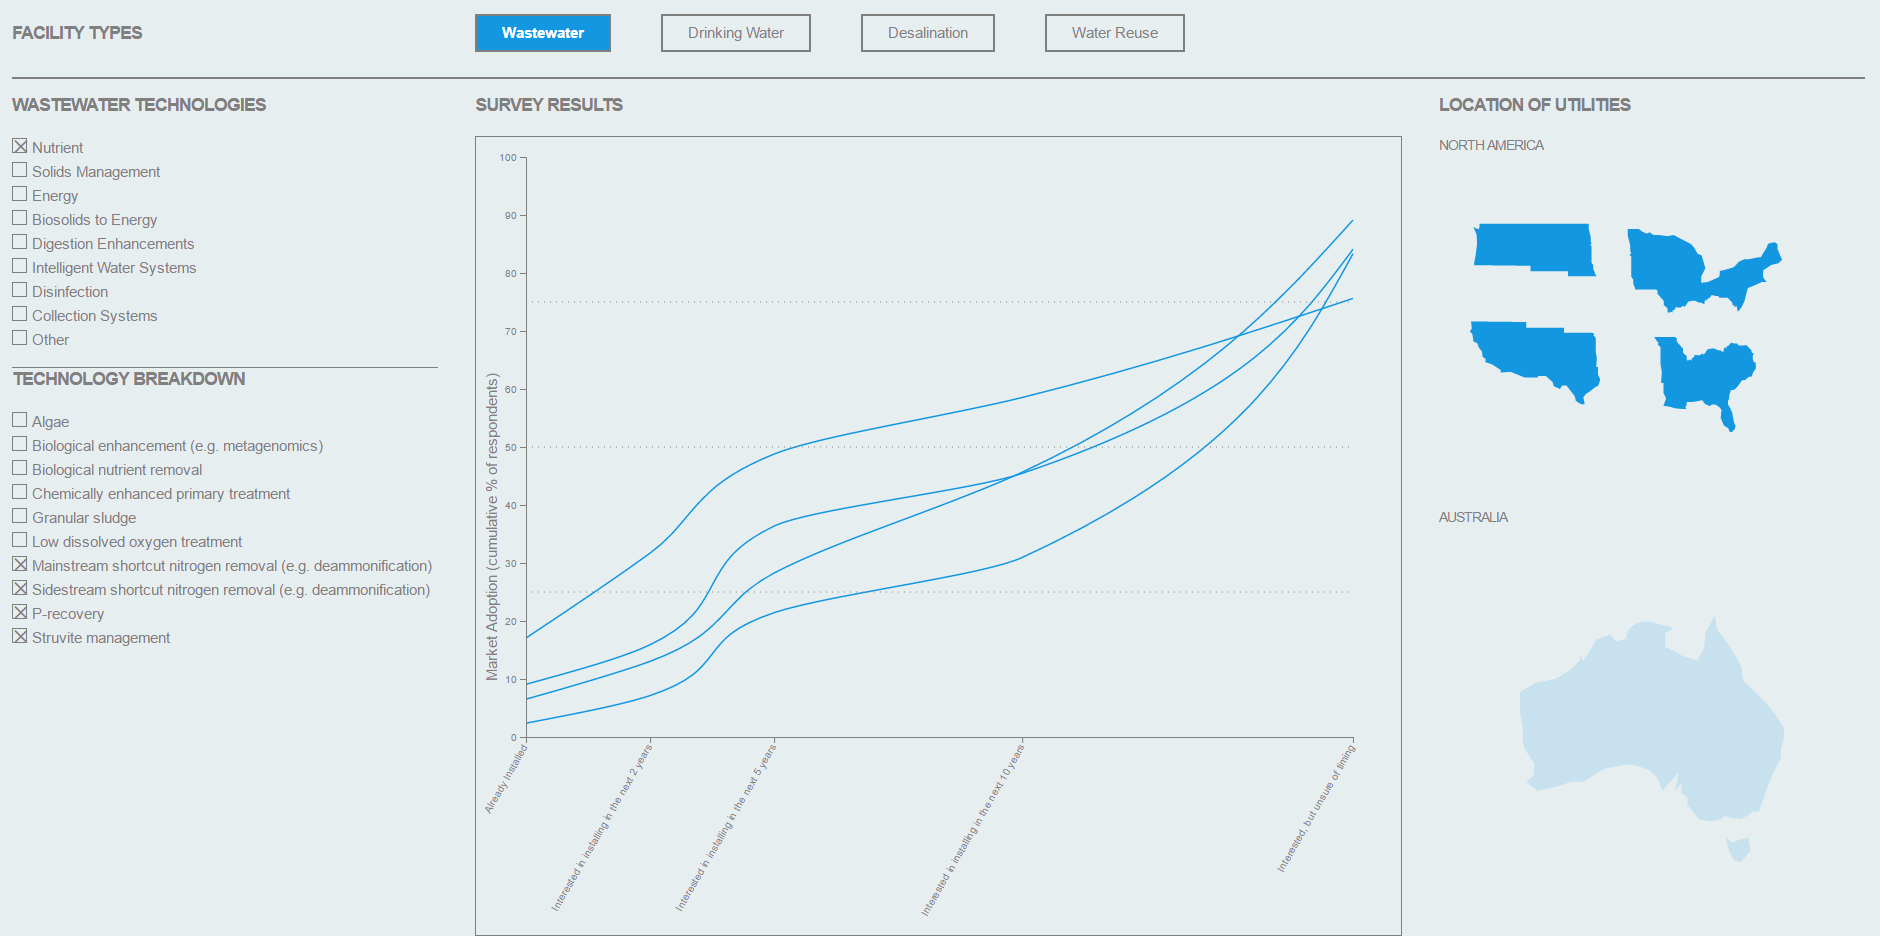 FACILITY TYPES
Wastewater
Drinking Water
Desalination
Water Reuse
WASTEWATER TECHNOLOGIES
Nutrient
Solids Management
Energy
Biosolids to Energy
Digestion Enhancements
Intelligent Water Systems
Disinfection
Collection Systems
Other
TECHNOLOGY BREAKDOWN
Algae
Biological enhancement (e.g. metagenomics)
Biological nutrient removal
Chemically enhanced primary treatment
Granular sludge
Low dissolved oxygen treatment
Mainstream shortcut nitrogen removal (e.g. deammonification)
Sidestream shortcut nitrogen removal (e.g. deammonification)
P-recovery
Struvite management
SURVEY RESULTS
Market Adoption (cumulative % of respondents)
100
90
80
70
60
50
40
30
20
10
0
Already Installed
Interested in installing in the next 2 years
Interested in installing in the next 5 years
Interested in installing in the next 10 years
Interested, but unsure of timing
LOCATION OF UTILITIES
NORTH AMERICA
AUSTRALIA